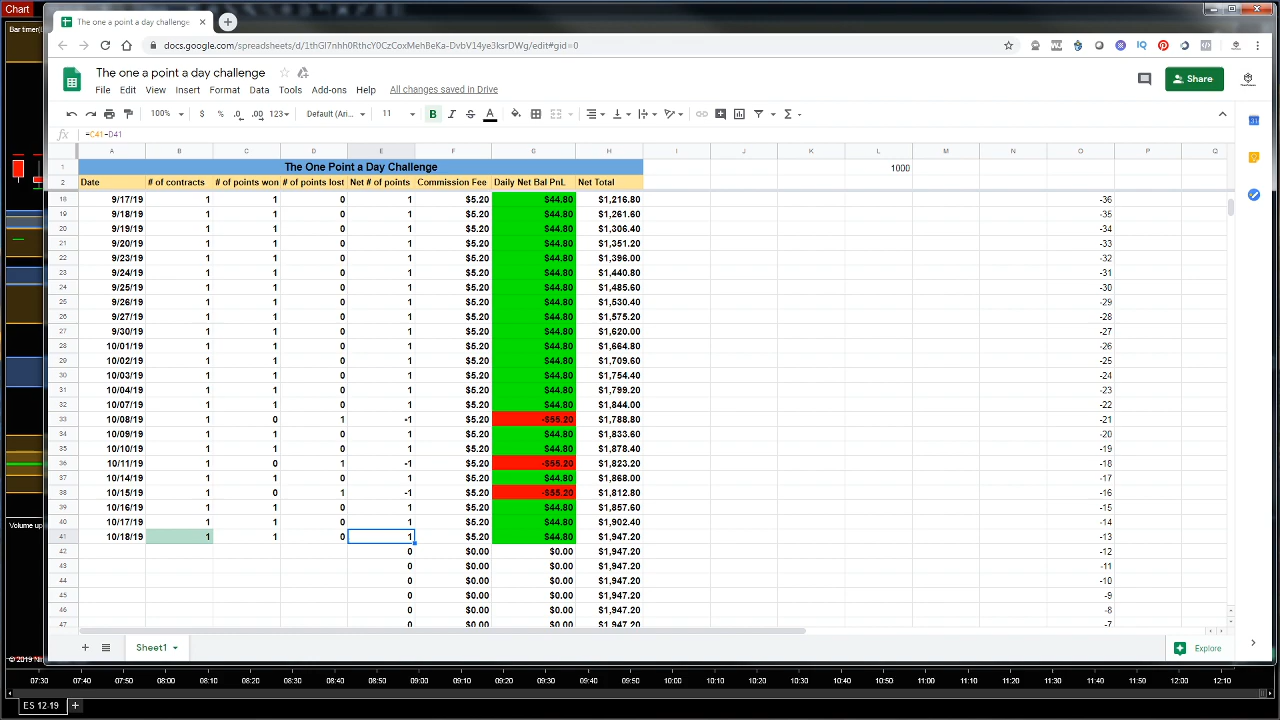 Chart
Bar timer(
The one a point a day challenge
docs.google.com/spreadsheets/d/1thGI7nhh0RthcY0CzCoxMehBeKa-DvbV14ye3ksrDWg/edit#gid=0
The one a point a day challenge
File Edit View Insert Format Data Tools Add-ons Help All changes saved in Drive
Share
100% $ % .0 .00 123 Default (Ari... 11 B I S A
fx =C41-D41
A B C D E F G H I J K L M N O P Q
1 The One Point a Day Challenge 1000
2 Date # of contracts # of points won # of points lost Net # of points Commission Fee Daily Net Bal PnL Net Total
18 9/17/19 1 1 0 1 $5.20 $44.80 $1,216.80 -36
19 9/18/19 1 1 0 1 $5.20 $44.80 $1,261.60 -35
20 9/19/19 1 1 0 1 $5.20 $44.80 $1,306.40 -34
21 9/20/19 1 1 0 1 $5.20 $44.80 $1,351.20 -33
22 9/23/19 1 1 0 1 $5.20 $44.80 $1,396.00 -32
23 9/24/19 1 1 0 1 $5.20 $44.80 $1,440.80 -31
24 9/25/19 1 1 0 1 $5.20 $44.80 $1,485.60 -30
25 9/26/19 1 1 0 1 $5.20 $44.80 $1,530.40 -29
26 9/27/19 1 1 0 1 $5.20 $44.80 $1,575.20 -28
27 9/30/19 1 1 0 1 $5.20 $44.80 $1,620.00 -27
28 10/01/19 1 1 0 1 $5.20 $44.80 $1,664.80 -26
29 10/02/19 1 1 0 1 $5.20 $44.80 $1,709.60 -25
30 10/03/19 1 1 0 1 $5.20 $44.80 $1,754.40 -24
31 10/04/19 1 1 0 1 $5.20 $44.80 $1,799.20 -23
32 10/07/19 1 1 0 1 $5.20 $44.80 $1,844.00 -22
33 10/08/19 1 0 1 -1 $5.20 -$55.20 $1,788.80 -21
34 10/09/19 1 1 0 1 $5.20 $44.80 $1,833.60 -20
35 10/10/19 1 1 0 1 $5.20 $44.80 $1,878.40 -19
36 10/11/19 1 0 1 -1 $5.20 -$55.20 $1,823.20 -18
37 10/14/19 1 1 0 1 $5.20 $44.80 $1,868.00 -17
38 10/15/19 1 0 1 -1 $5.20 -$55.20 $1,812.80 -16
39 10/16/19 1 1 0 1 $5.20 $44.80 $1,857.60 -15
40 10/17/19 1 1 0 1 $5.20 $44.80 $1,902.40 -14
41 10/18/19 1 1 0 1 $5.20 $44.80 $1,947.20 -13
42 0 $0.00 $0.00 $1,947.20 -12
43 0 $0.00 $0.00 $1,947.20 -11
44 0 $0.00 $0.00 $1,947.20 -10
45 0 $0.00 $0.00 $1,947.20 -9
46 0 $0.00 $0.00 $1,947.20 -8
47 0 $0.00 $0.00 $1,947.20 -7
Volume up
Sheet1
Explore
© 2019 Ni
07:30 07:40 07:50 08:00 08:10 08:20 08:30 08:40 08:50 09:00 09:10 09:20 09:30 09:40 09:50 10:00 10:10 10:20 10:30 10:40 10:50 11:00 11:10 11:20 11:30 11:40 11:50 12:00 12:10
ES 12-19